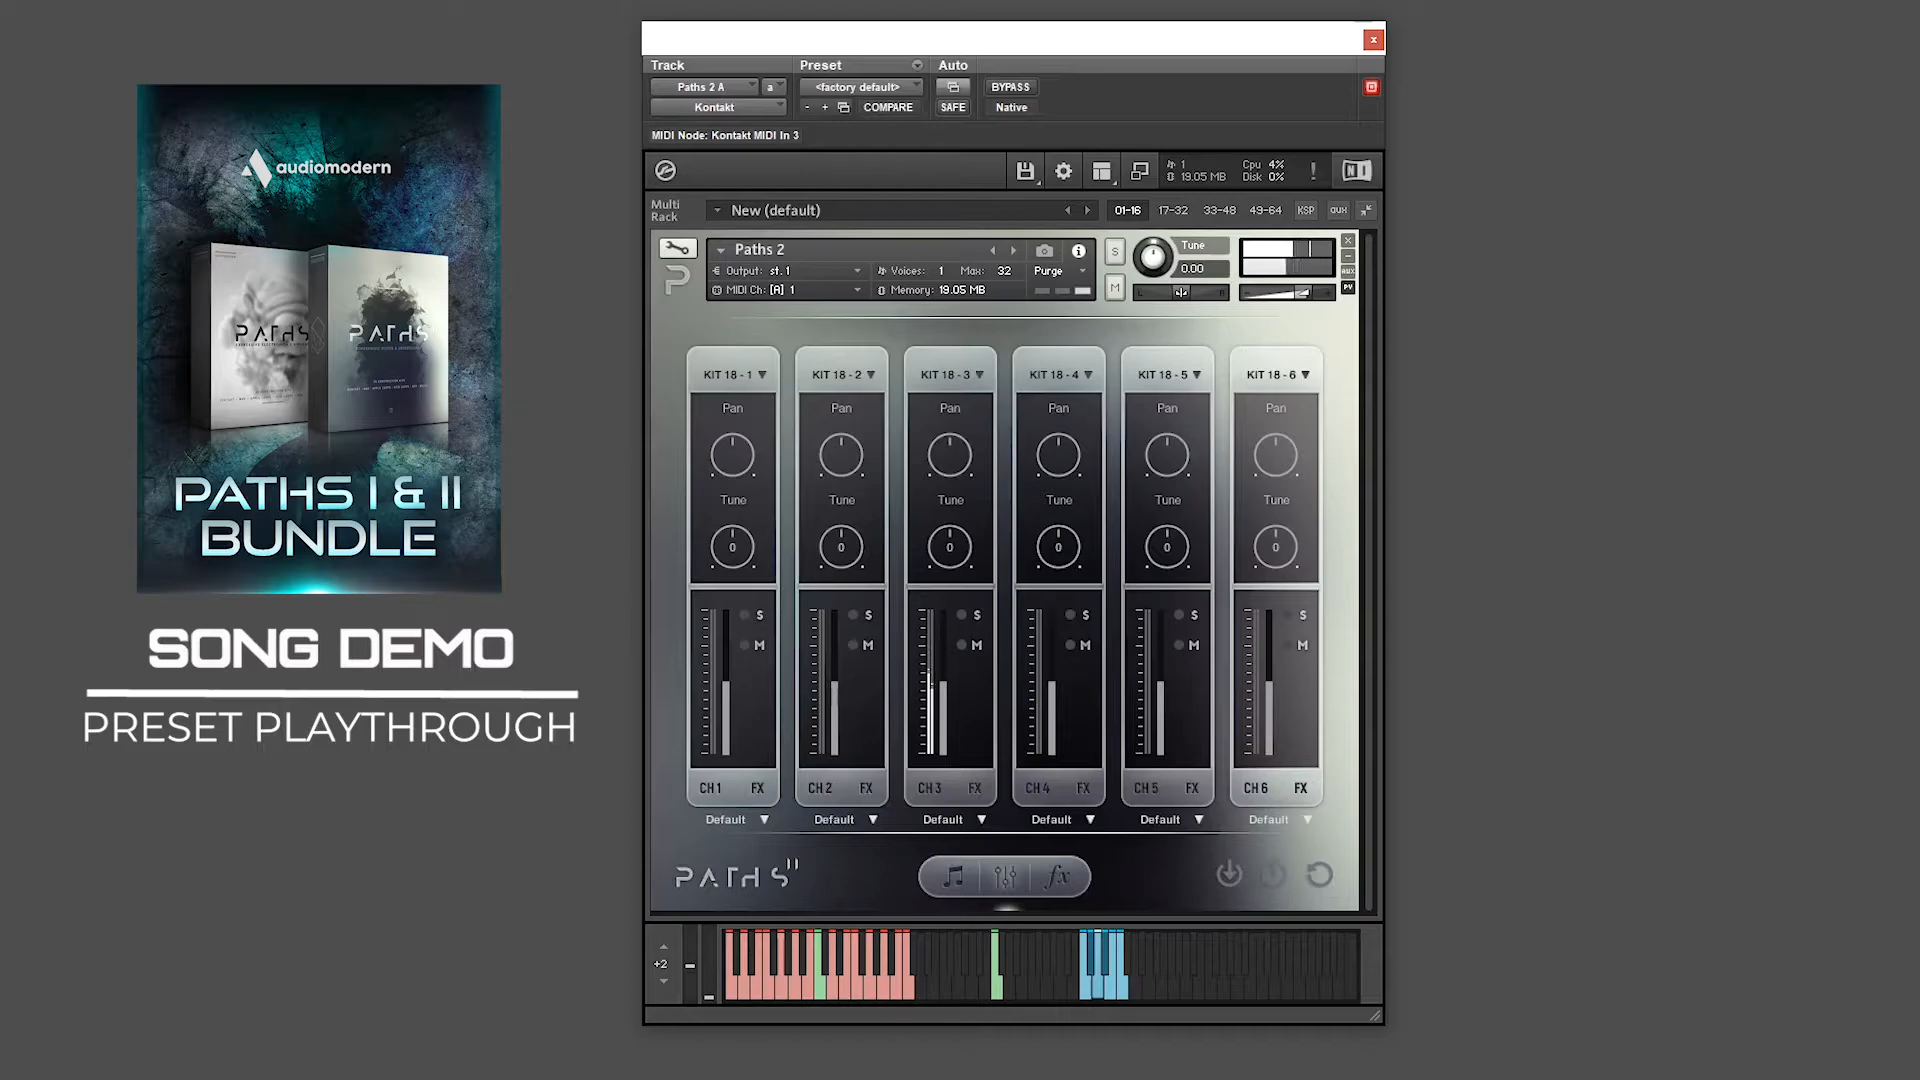 audiomodern
PATHS
PATHS
PATHS I & II
BUNDLE
SONG DEMO
PRESET PLAYTHROUGH
x
Track
Preset
Auto
Paths 2 A
a
<factory default>
BYPASS
Kontakt
- +
COMPARE
SAFE
Native
MIDI Node: Kontakt MIDI In 3
1
19.05 MB
Cpu 4%
Disk 0%
!
Multi
Rack
New (default)
01-16
17-32
33-48
49-64
KSP
AUX
Paths 2
Output: st. 1
Voices: 1
Max: 32
Purge
MIDI Ch: [A] 1
Memory: 19.05 MB
S
M
Tune
0.00
L
R
x
-
AUX
PV
KIT 18 - 1
KIT 18 - 2
KIT 18 - 3
KIT 18 - 4
KIT 18 - 5
KIT 18 - 6
Pan
Pan
Pan
Pan
Pan
Pan
Tune
Tune
Tune
Tune
Tune
Tune
0
0
0
0
0
0
S
S
S
S
S
S
M
M
M
M
M
M
CH 1 FX
CH 2 FX
CH 3 FX
CH 4 FX
CH 5 FX
CH 6 FX
Default
Default
Default
Default
Default
Default
PATHS II
fx
+2